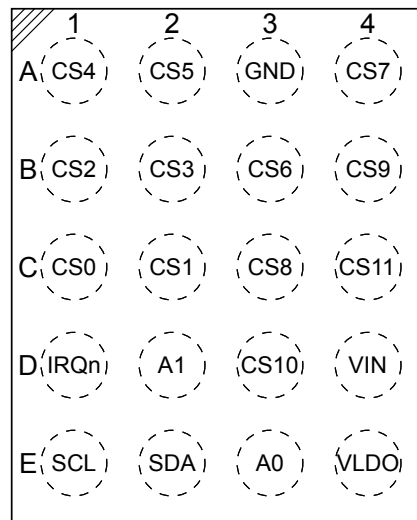 1 2 3 4
A CS4 CS5 GND CS7
B CS2 CS3 CS6 CS9
C CS0 CS1 CS8 CS11
D IRQn A1 CS10 VIN
E SCL SDA A0 VLDO